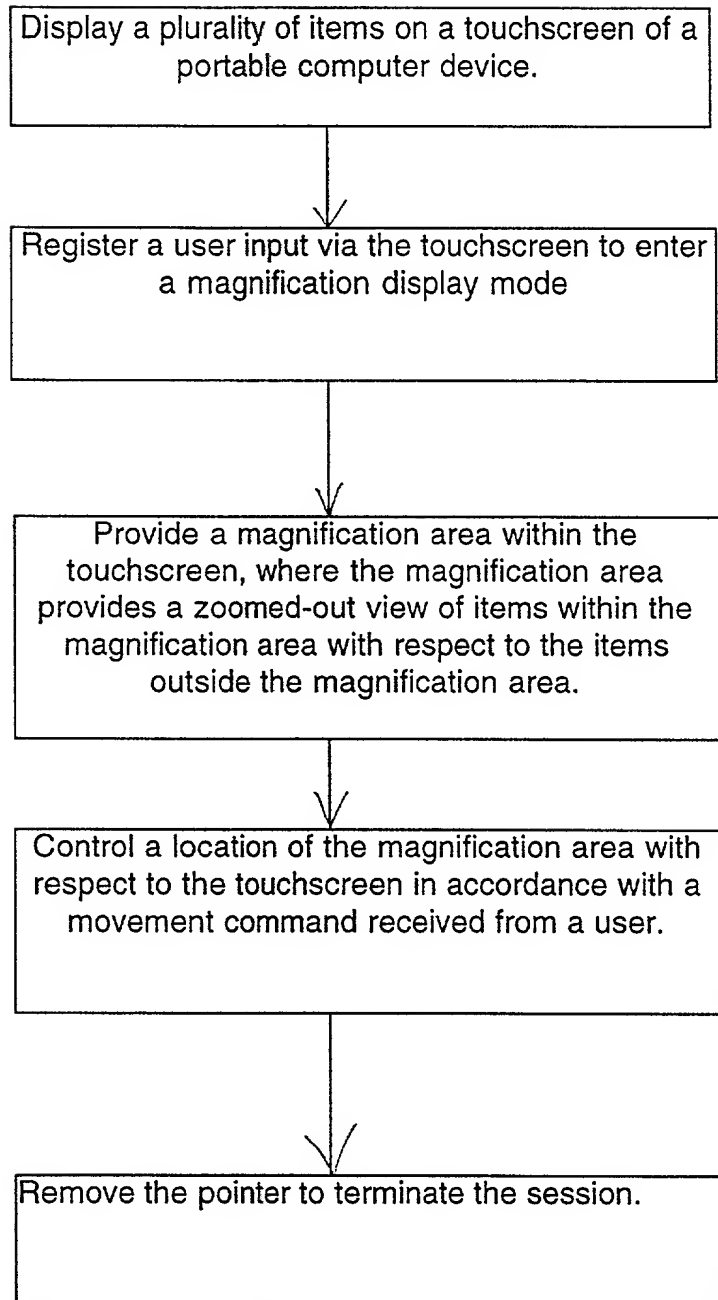 Display a plurality of items on a touchscreen of a
portable computer device.
Register a user input via the touchscreen to enter
a magnification display mode
Provide a magnification area within the
touchscreen, where the magnification area
provides a zoomed-out view of items within the
magnification area with respect to the items
outside the magnification area.
Control a location of the magnification area with
respect to the touchscreen in accordance with a
movement command received from a user.
Remove the pointer to terminate the session.